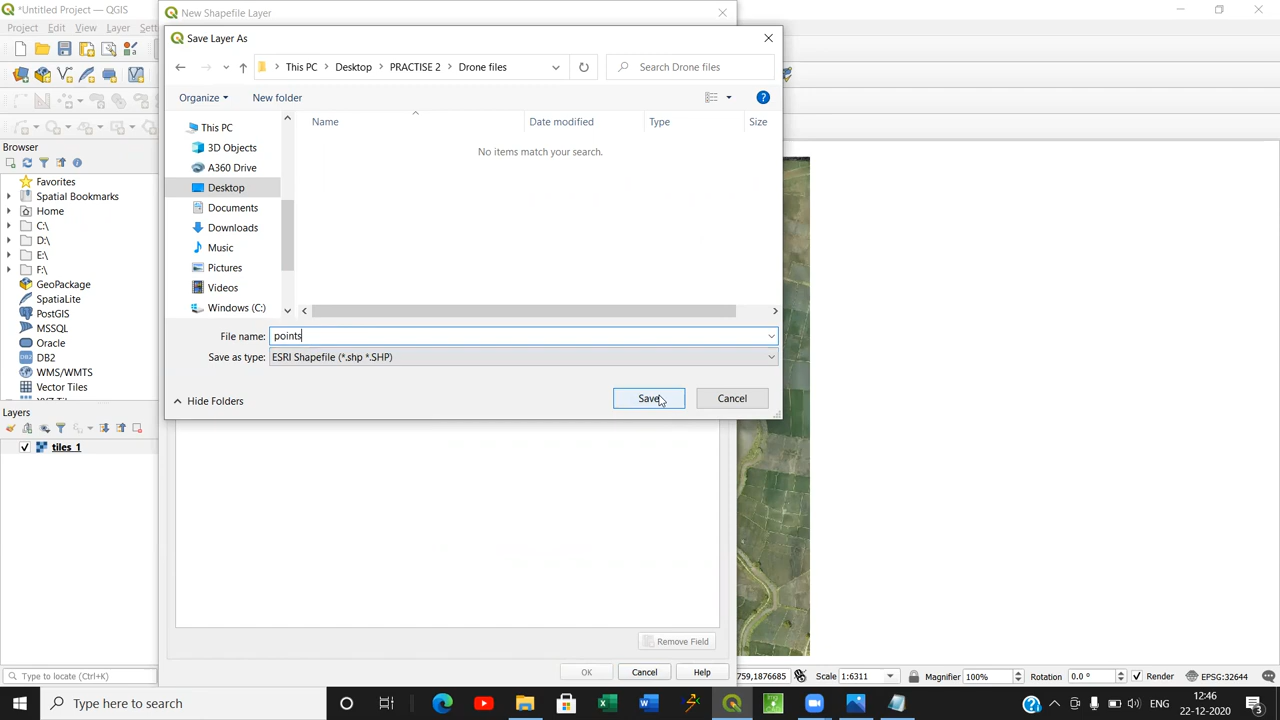 *Untitled Project — QGIS
New Shapefile Layer
Project Edit View Layer Setti
Save Layer As
This PC > Desktop > PRACTISE 2 > Drone files
Search Drone files
Organize
New folder
Name
Date modified
Type
Size
No items match your search.
This PC
3D Objects
A360 Drive
Desktop
Documents
Downloads
Music
Pictures
Videos
Windows (C:)
File name: points
Save as type: ESRI Shapefile (*.shp *.SHP)
Hide Folders
Save
Cancel
Browser
Favorites
Spatial Bookmarks
Home
C:\
D:\
E:\
F:\
GeoPackage
SpatiaLite
PostGIS
MSSQL
Oracle
DB2
WMS/WMTS
Vector Tiles
Layers
tiles_1
Remove Field
OK
Cancel
Help
Type to locate (Ctrl+K)
759,1876685
Scale 1:6311
Magnifier 100%
Rotation 0.0 °
Render
EPSG:32644
Type here to search
ENG
12:46
22-12-2020
3